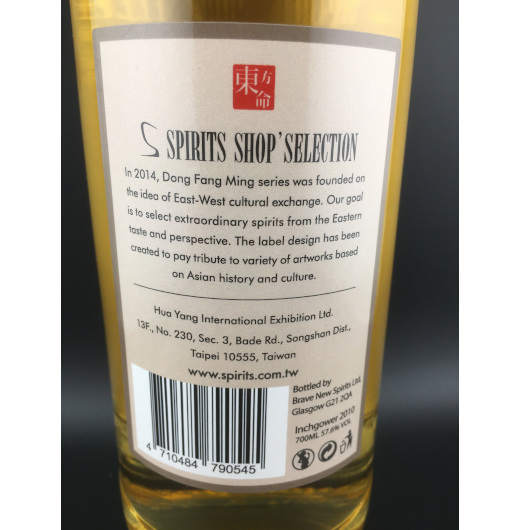 東方命
S SPIRITS SHOP' SELECTION
In 2014, Dong Fang Ming series was founded on
the idea of East-West cultural exchange. Our goal
is to select extraordinary spirits from the Eastern
taste and perspective. The label design has been
created to pay tribute to variety of artworks based
on Asian history and culture.
Hua Yang International Exhibition Ltd.
13F., No. 230, Sec. 3, Bade Rd., Songshan Dist.,
Taipei 10555, Taiwan
www.spirits.com.tw
Bottled by
Brave New Spirits Ltd,
Glasgow G21 2QA
Inchgower 2010
700ML 57.6% VOL
4 710484 790545